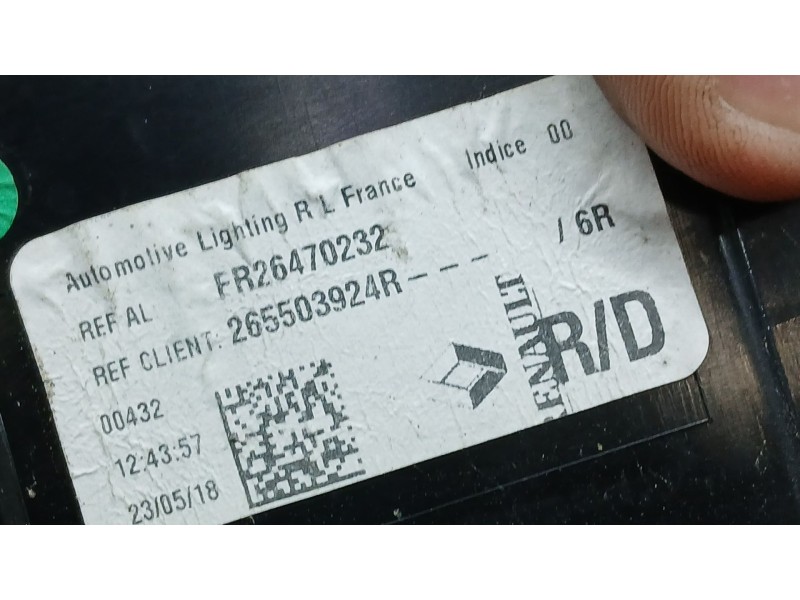 Automotive Lighting R L France Indice 00
REF AL FR26470232
REF CLIENT: 265503924R--- / 6R
00432
12:43:57
23/05/18
RENAULT
R/D